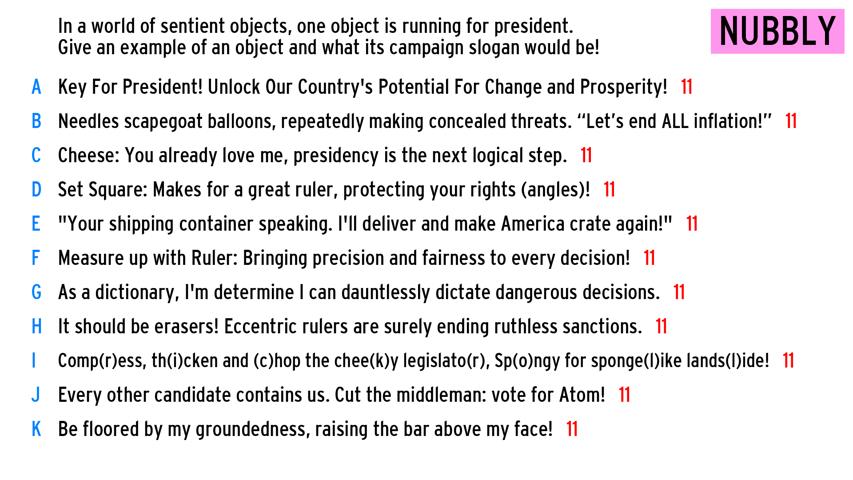 In a world of sentient objects, one object is running for president.
Give an example of an object and what its campaign slogan would be!
NUBBLY
A Key For President! Unlock Our Country's Potential For Change and Prosperity! 11
B Needles scapegoat balloons, repeatedly making concealed threats. “Let’s end ALL inflation!” 11
C Cheese: You already love me, presidency is the next logical step. 11
D Set Square: Makes for a great ruler, protecting your rights (angles)! 11
E "Your shipping container speaking. I'll deliver and make America crate again!" 11
F Measure up with Ruler: Bringing precision and fairness to every decision! 11
G As a dictionary, I'm determine I can dauntlessly dictate dangerous decisions. 11
H It should be erasers! Eccentric rulers are surely ending ruthless sanctions. 11
I Comp(r)ess, th(i)cken and (c)hop the chee(k)y legislato(r), Sp(o)ngy for sponge(l)ike lands(l)ide! 11
J Every other candidate contains us. Cut the middleman: vote for Atom! 11
K Be floored by my groundedness, raising the bar above my face! 11